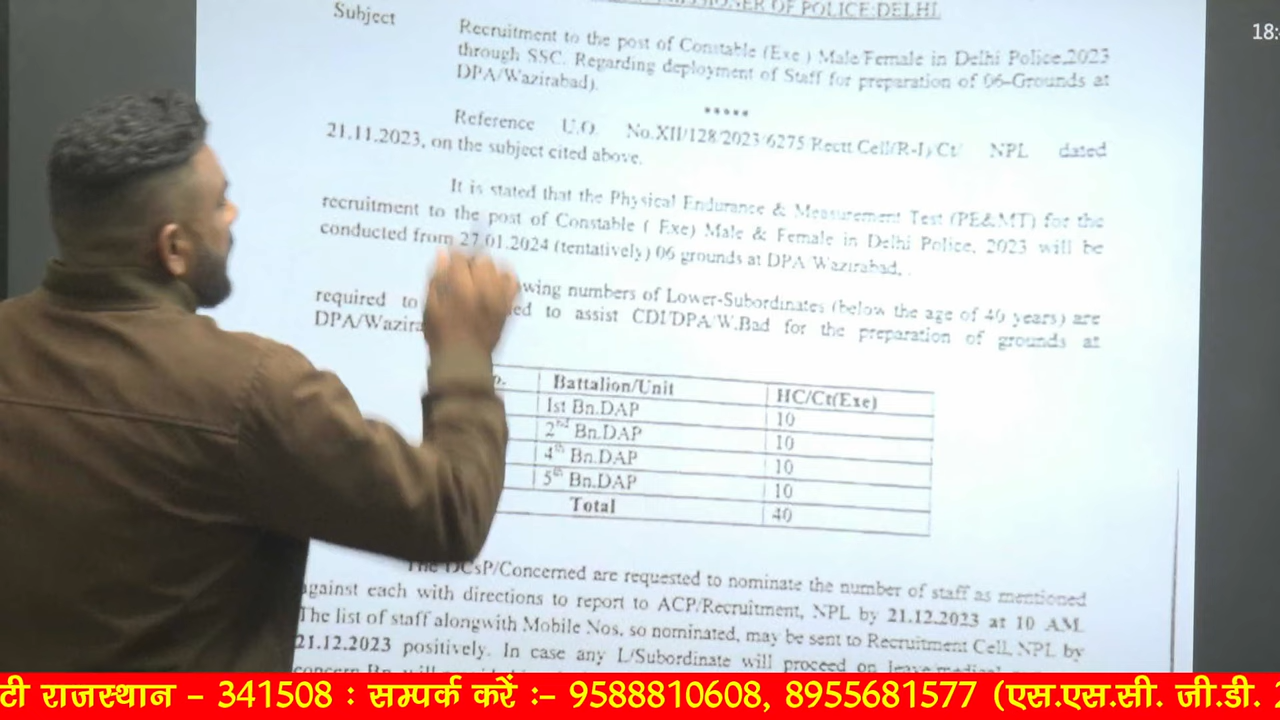 SIONER OF POLICE:DELHI.
18:
Subject
Recruitment to the post of Constable (Exe ) Male/Female in Delhi Police,2023
through SSC. Regarding deployment of Staff for preparation of 06-Grounds at
DPA/Wazirabad).
*****
Reference U.O. No.XII/128/2023/6275/Rectt.Cell/R-I)/Ct/ NPL dated
21.11.2023, on the subject cited above.
It is stated that the Physical Endurance & Measurement Test (PE&MT) for the
recruitment to the post of Constable ( Exe) Male & Female in Delhi Police, 2023 will be
conducted from 27.01.2024 (tentatively) 06 grounds at DPA/Wazirabad, .
wing numbers of Lower-Subordinates (below the age of 40 years) are
required to ed to assist CDI/DPA/W.Bad for the preparation of grounds at
DPA/Wazira
o. Battalion/Unit HC/Ct(Exe)
1st Bn.DAP 10
2nd Bn.DAP 10
4th Bn.DAP 10
5th Bn.DAP 10
Total 40
The DCsP/Concerned are requested to nominate the number of staff as mentioned
against each with directions to report to ACP/Recruitment, NPL by 21.12.2023 at 10 AM.
The list of staff alongwith Mobile Nos, so nominated, may be sent to Recruitment Cell, NPL by
21.12.2023 positively. In case any L/Subordinate will proceed on leave/medical
concern Bn. will
टी राजस्थान – 341508 : सम्पर्क करें :– 9588810608, 8955681577 (एस.एस.सी. जी.डी. 2